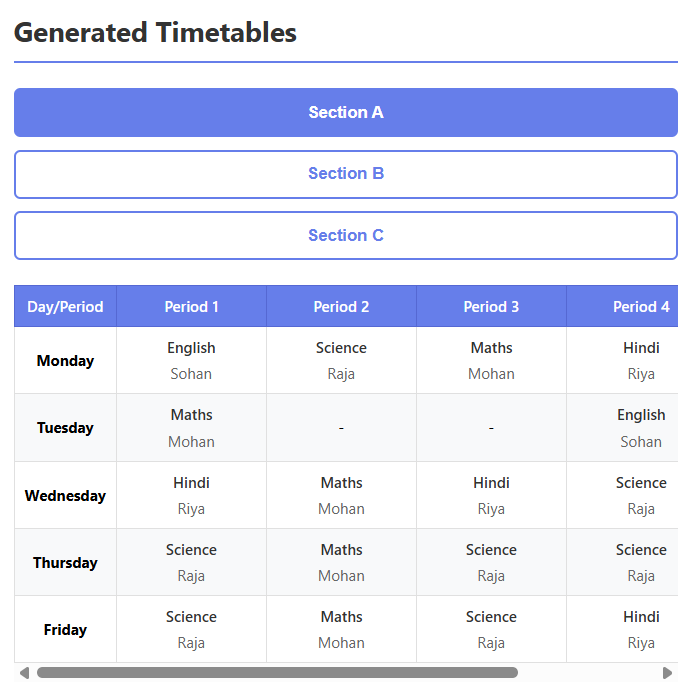 Generated Timetables
Section A
Section B
Section C
Day/Period Period 1 Period 2 Period 3 Period 4
Monday English Science Maths Hindi
Sohan Raja Mohan Riya
Tuesday Maths - - English
Mohan Sohan
Wednesday Hindi Maths Hindi Science
Riya Mohan Riya Raja
Thursday Science Maths Science Science
Raja Mohan Raja Raja
Friday Science Maths Science Hindi
Raja Mohan Raja Riya